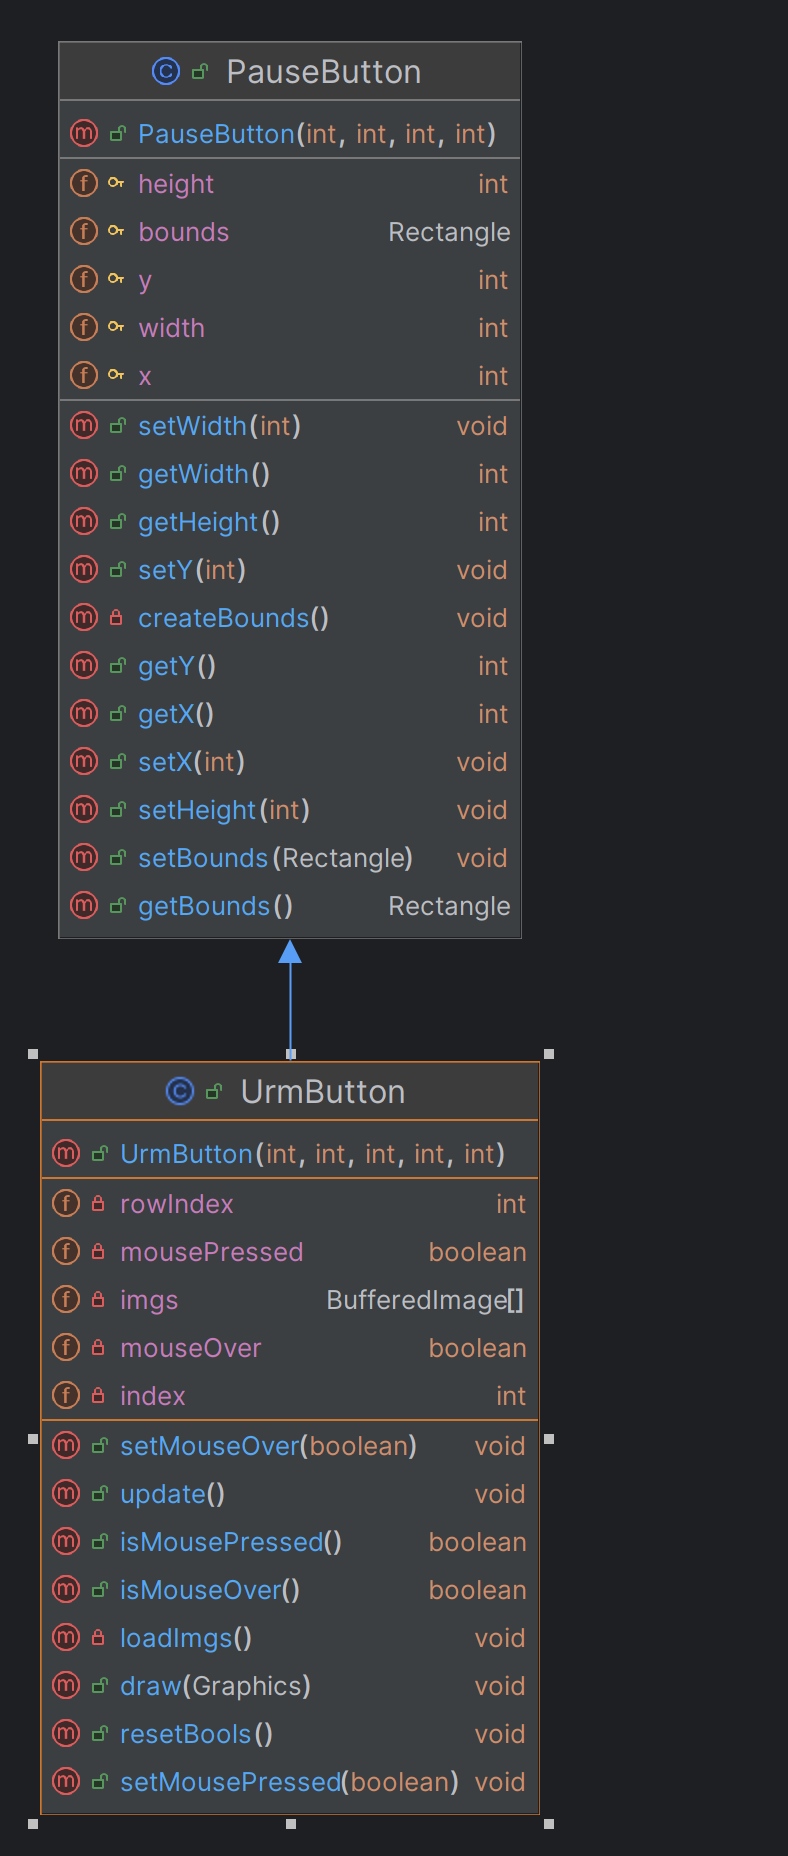 C PauseButton
m PauseButton(int, int, int, int)
f height int
f bounds Rectangle
f y int
f width int
f x int
m setWidth(int) void
m getWidth() int
m getHeight() int
m setY(int) void
m createBounds() void
m getY() int
m getX() int
m setX(int) void
m setHeight(int) void
m setBounds(Rectangle) void
m getBounds() Rectangle
C UrmButton
m UrmButton(int, int, int, int, int)
f rowIndex int
f mousePressed boolean
f imgs BufferedImage[]
f mouseOver boolean
f index int
m setMouseOver(boolean) void
m update() void
m isMousePressed() boolean
m isMouseOver() boolean
m loadImgs() void
m draw(Graphics) void
m resetBools() void
m setMousePressed(boolean) void